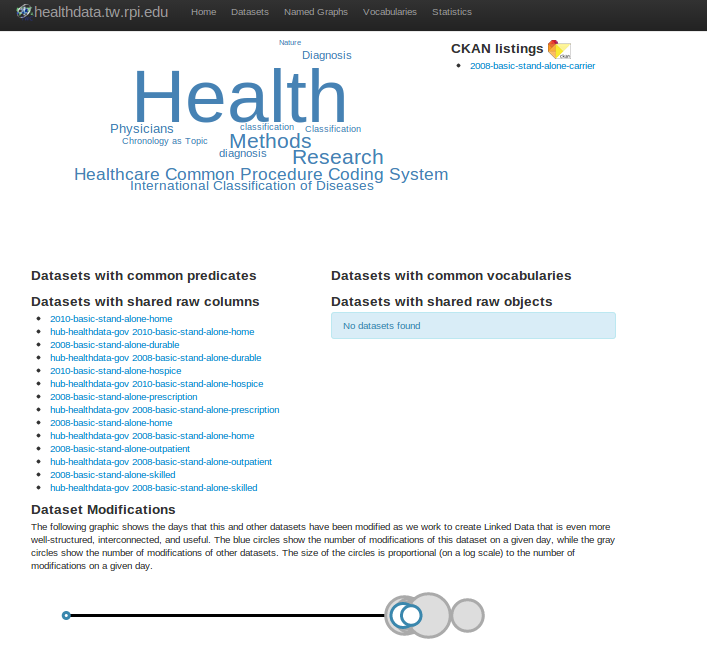 healthdata.tw.rpi.edu Home Datasets Named Graphs Vocabularies Statistics
Nature
Diagnosis
Health
Physicians
classification
Classification
Chronology as Topic
Methods
diagnosis
Research
Healthcare Common Procedure Coding System
International Classification of Diseases
CKAN listings
2008-basic-stand-alone-carrier
Datasets with common predicates
Datasets with shared raw columns
2010-basic-stand-alone-home
hub-healthdata-gov 2010-basic-stand-alone-home
2008-basic-stand-alone-durable
hub-healthdata-gov 2008-basic-stand-alone-durable
2010-basic-stand-alone-hospice
hub-healthdata-gov 2010-basic-stand-alone-hospice
2008-basic-stand-alone-prescription
hub-healthdata-gov 2008-basic-stand-alone-prescription
2008-basic-stand-alone-home
hub-healthdata-gov 2008-basic-stand-alone-home
2008-basic-stand-alone-outpatient
hub-healthdata-gov 2008-basic-stand-alone-outpatient
2008-basic-stand-alone-skilled
hub-healthdata-gov 2008-basic-stand-alone-skilled
Datasets with common vocabularies
Datasets with shared raw objects
No datasets found
Dataset Modifications
The following graphic shows the days that this and other datasets have been modified as we work to create Linked Data that is even more
well-structured, interconnected, and useful. The blue circles show the number of modifications of this dataset on a given day, while the gray
circles show the number of modifications of other datasets. The size of the circles is proportional (on a log scale) to the number of
modifications on a given day.